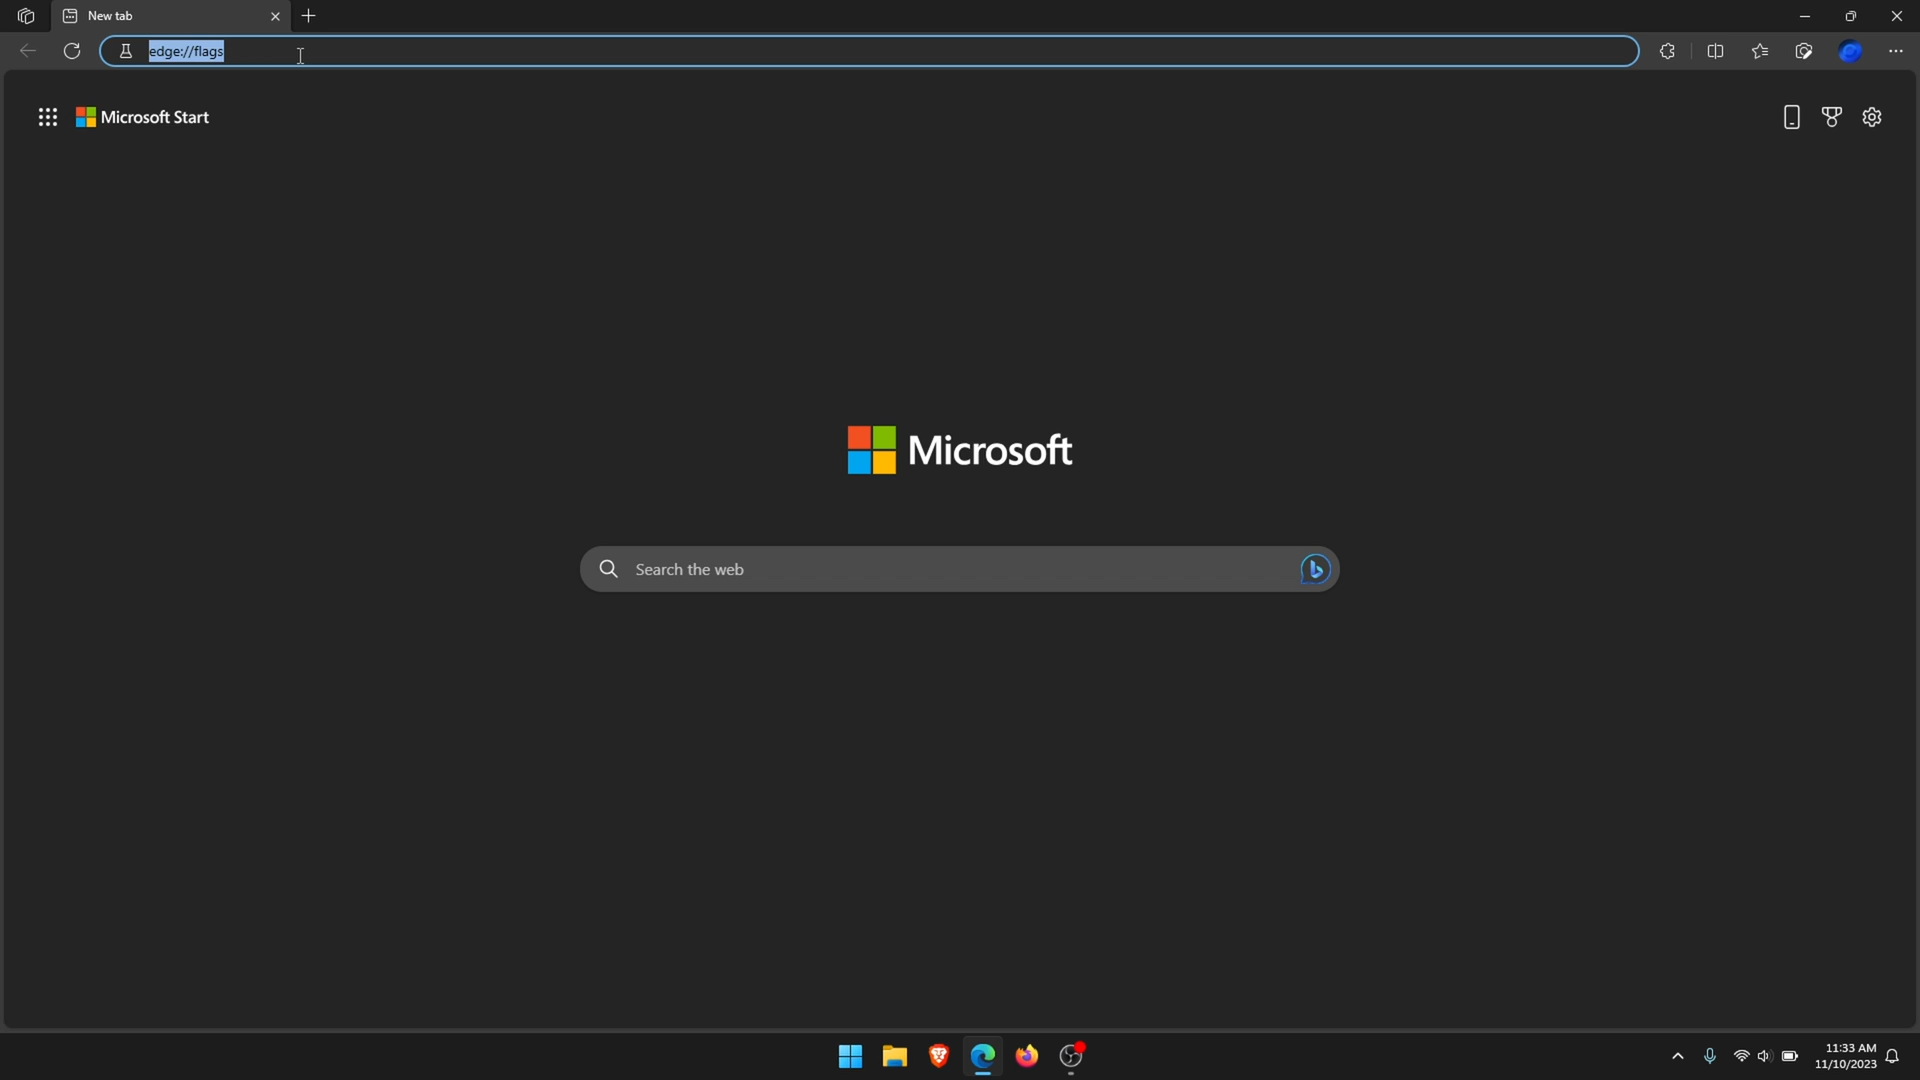 New tab
edge://flags
Microsoft Start
Microsoft
Search the web
11:33 AM
11/10/2023